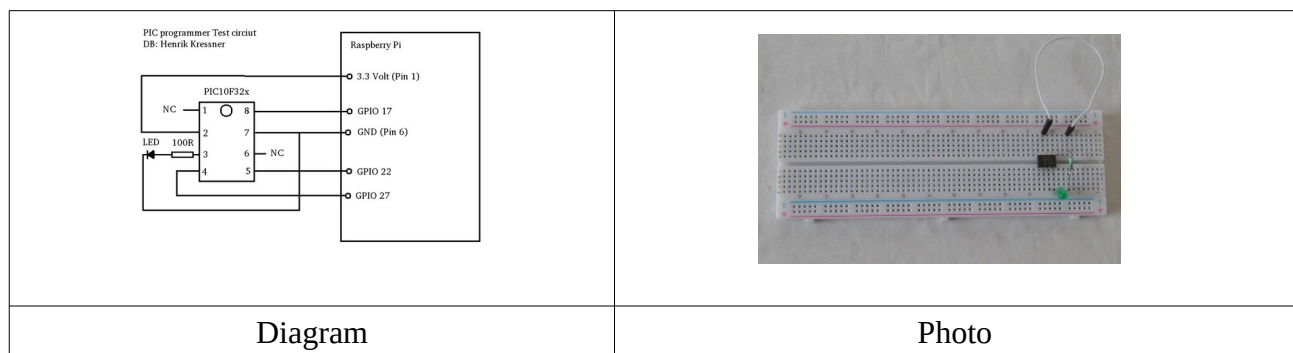 PIC programmer Test circiut
DB: Henrik Kressner
Raspberry Pi
3.3 Volt (Pin 1)
PIC10F32x
NC
1
8
GPIO 17
2
7
GND (Pin 6)
LED
100R
3
6
NC
4
5
GPIO 22
GPIO 27
Diagram
Photo